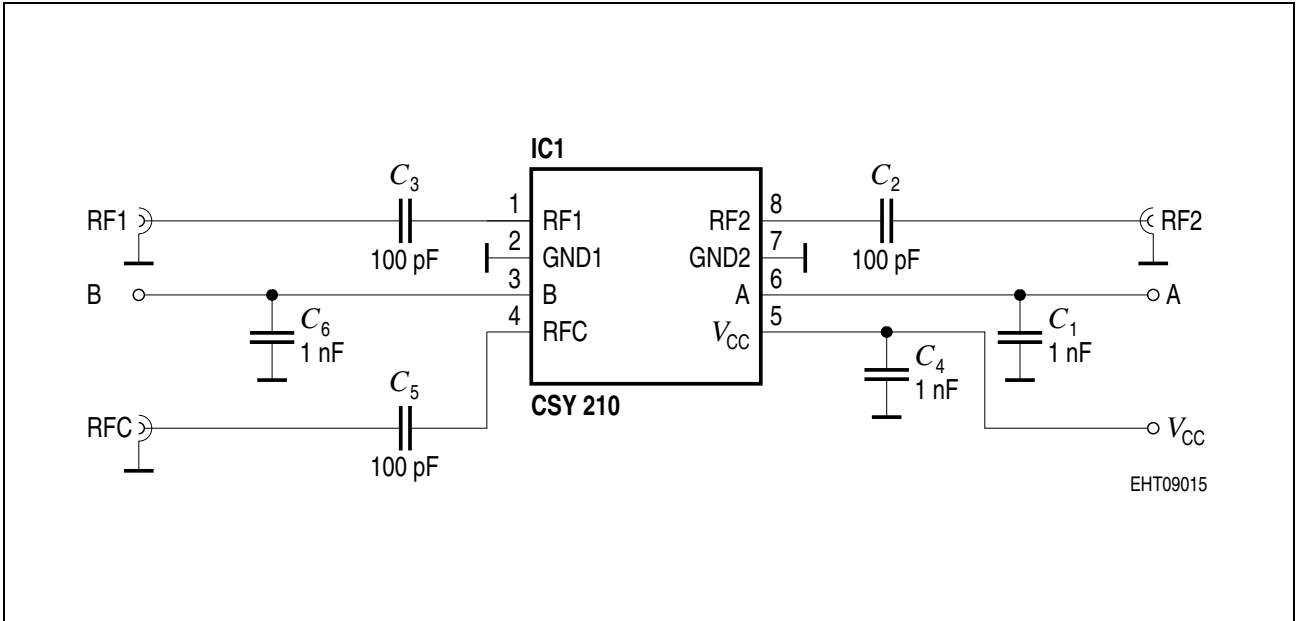 IC1
C3
C2
RF1
1
RF1
RF2
8
RF2
100 pF
2
GND1
GND2
7
100 pF
B
3
B
A
6
A
C6
1 nF
4
RFC
VCC
5
C1
1 nF
C4
1 nF
C5
CSY 210
RFC
VCC
100 pF
EHT09015